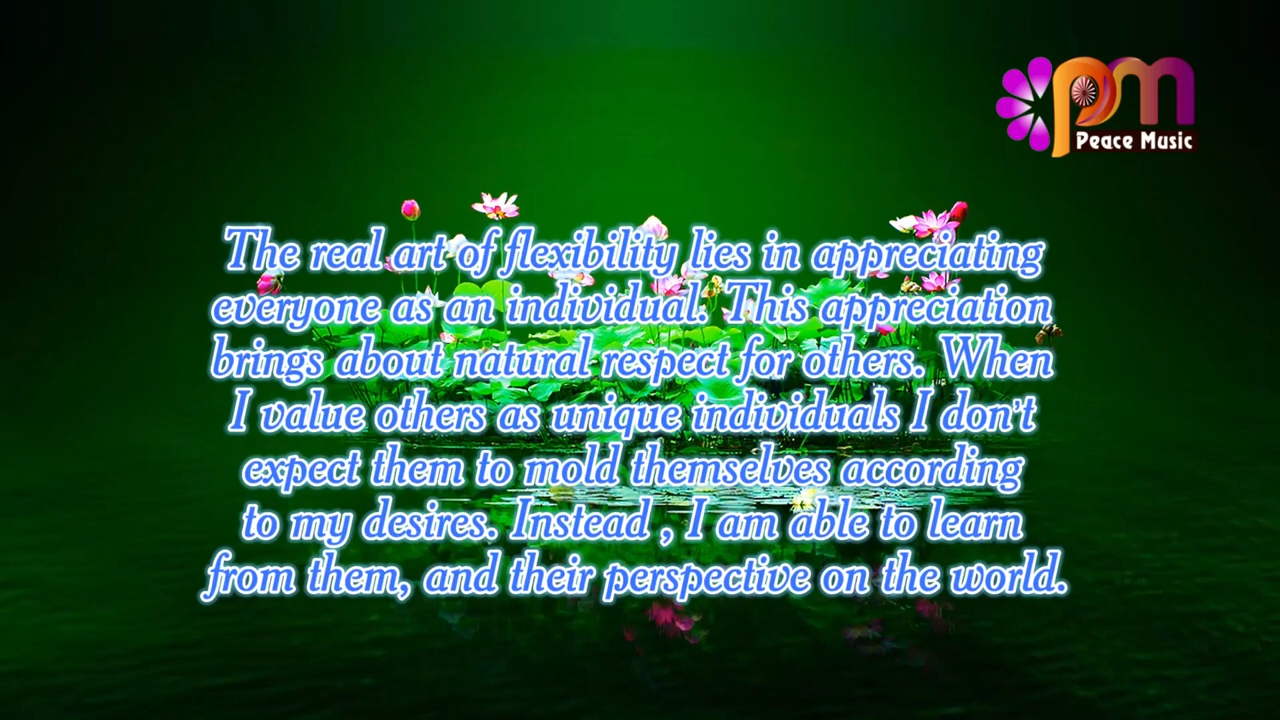 pm
Peace Music
The real art of flexibility lies in appreciating
everyone as an individual. This appreciation
brings about natural respect for others. When
I value others as unique individuals I don't
expect them to mold themselves according
to my desires. Instead , I am able to learn
from them, and their perspective on the world.